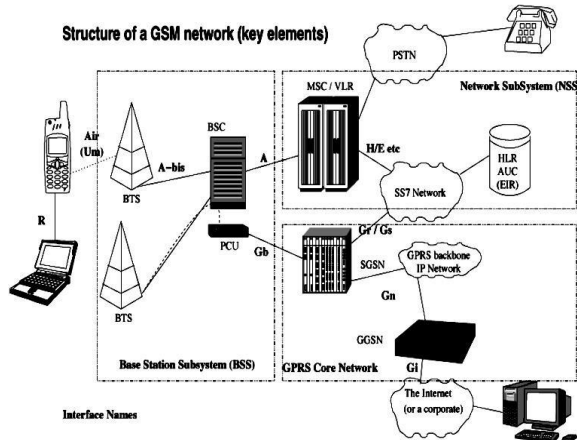 Structure of a GSM network (key elements)
PSTN
MSC / VLR
Network SubSystem (NSS
Air
(Um)
BSC
A-bis
A
H/E etc
HLR
AUC
(EIR)
BTS
SS7 Network
R
PCU
Gb
Gr / Gs
SGSN
GPRS backbone
IP Network
Gn
BTS
GGSN
Base Station Subsystem (BSS)
GPRS Core Network
Gi
The Internet
(or a corporate)
Interface Names